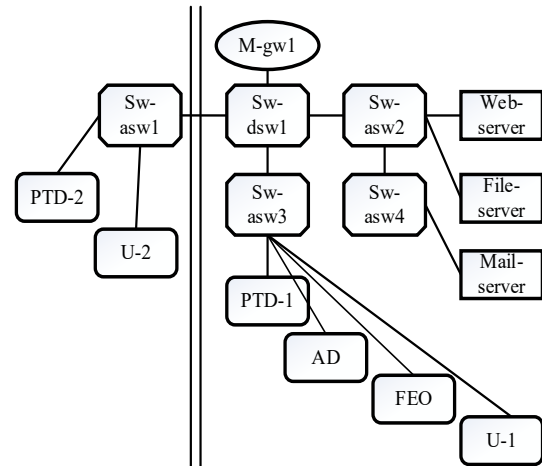 M-gw1
Sw-
asw1
Sw-
dsw1
Sw-
asw2
Web-
server
PTD-2
Sw-
asw3
Sw-
asw4
File-
server
U-2
Mail-
server
PTD-1
AD
FEO
U-1